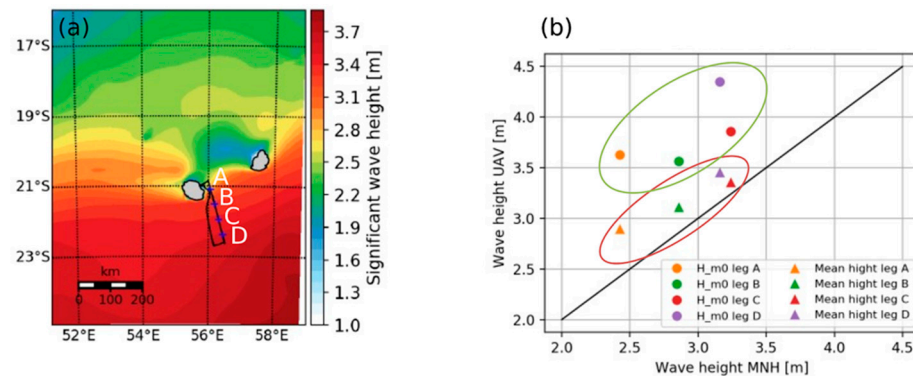 (a)
17°S
19°S
21°S
23°S
A
B
C
D
km
0 100 200
52°E 54°E 56°E 58°E
3.7
3.4
3.1
2.8
2.5
2.2
1.9
1.6
1.3
1.0
Significant wave height [m]
(b)
4.5
4.0
3.5
3.0
2.5
2.0
Wave height UAV [m]
H_m0 leg A Mean hight leg A
H_m0 leg B Mean hight leg B
H_m0 leg C Mean hight leg C
H_m0 leg D Mean hight leg D
2.0 2.5 3.0 3.5 4.0 4.5
Wave height MNH [m]